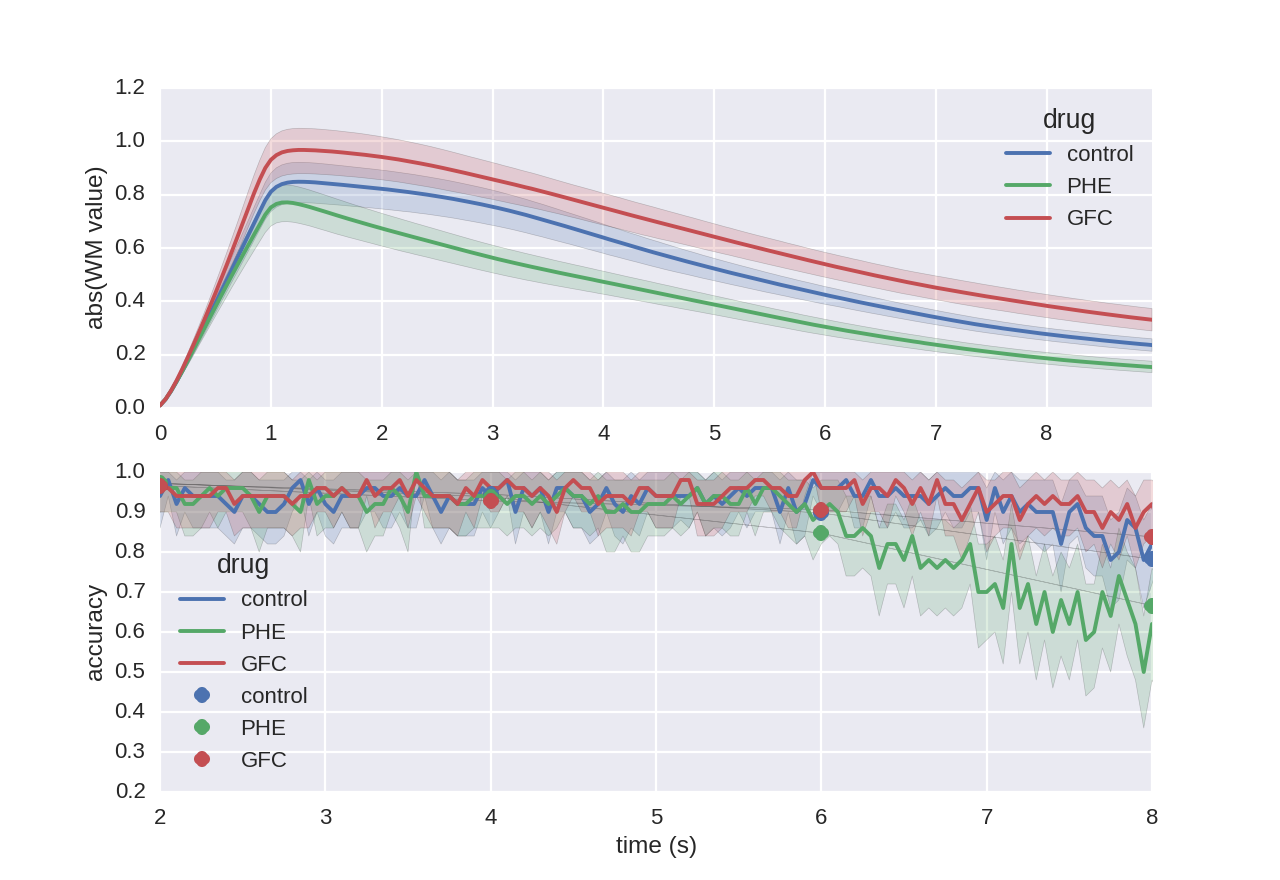 1.2
1.0
0.8
0.6
0.4
0.2
0.0
abs(WM value)
drug
control
PHE
GFC
0 1 2 3 4 5 6 7 8
1.0
0.9
0.8
0.7
0.6
0.5
0.4
0.3
0.2
accuracy
drug
control
PHE
GFC
control
PHE
GFC
2 3 4 5 6 7 8
time (s)